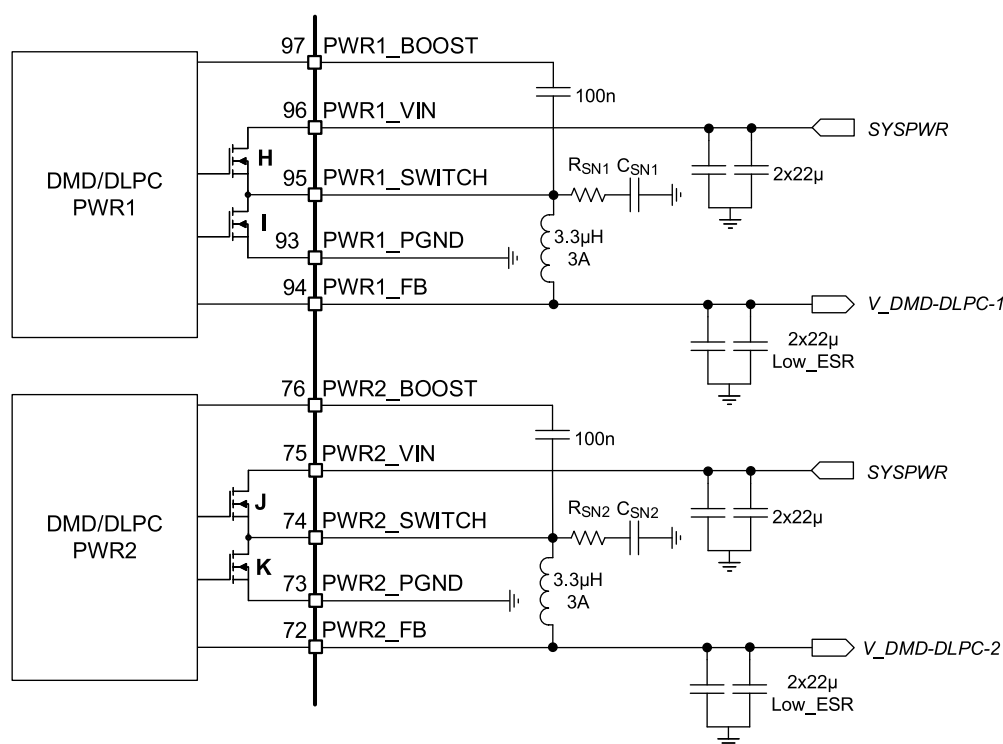 97 PWR1_BOOST
100n
96 PWR1_VIN
SYSPWR
H
2x22µ
DMD/DLPC
PWR1
95 PWR1_SWITCH
RSN1 CSN1
I
3.3µH
3A
93 PWR1_PGND
94 PWR1_FB
V_DMD-DLPC-1
2x22µ
Low_ESR
76 PWR2_BOOST
100n
75 PWR2_VIN
SYSPWR
J
2x22µ
DMD/DLPC
PWR2
74 PWR2_SWITCH
RSN2 CSN2
K
3.3µH
3A
73 PWR2_PGND
72 PWR2_FB
V_DMD-DLPC-2
2x22µ
Low_ESR